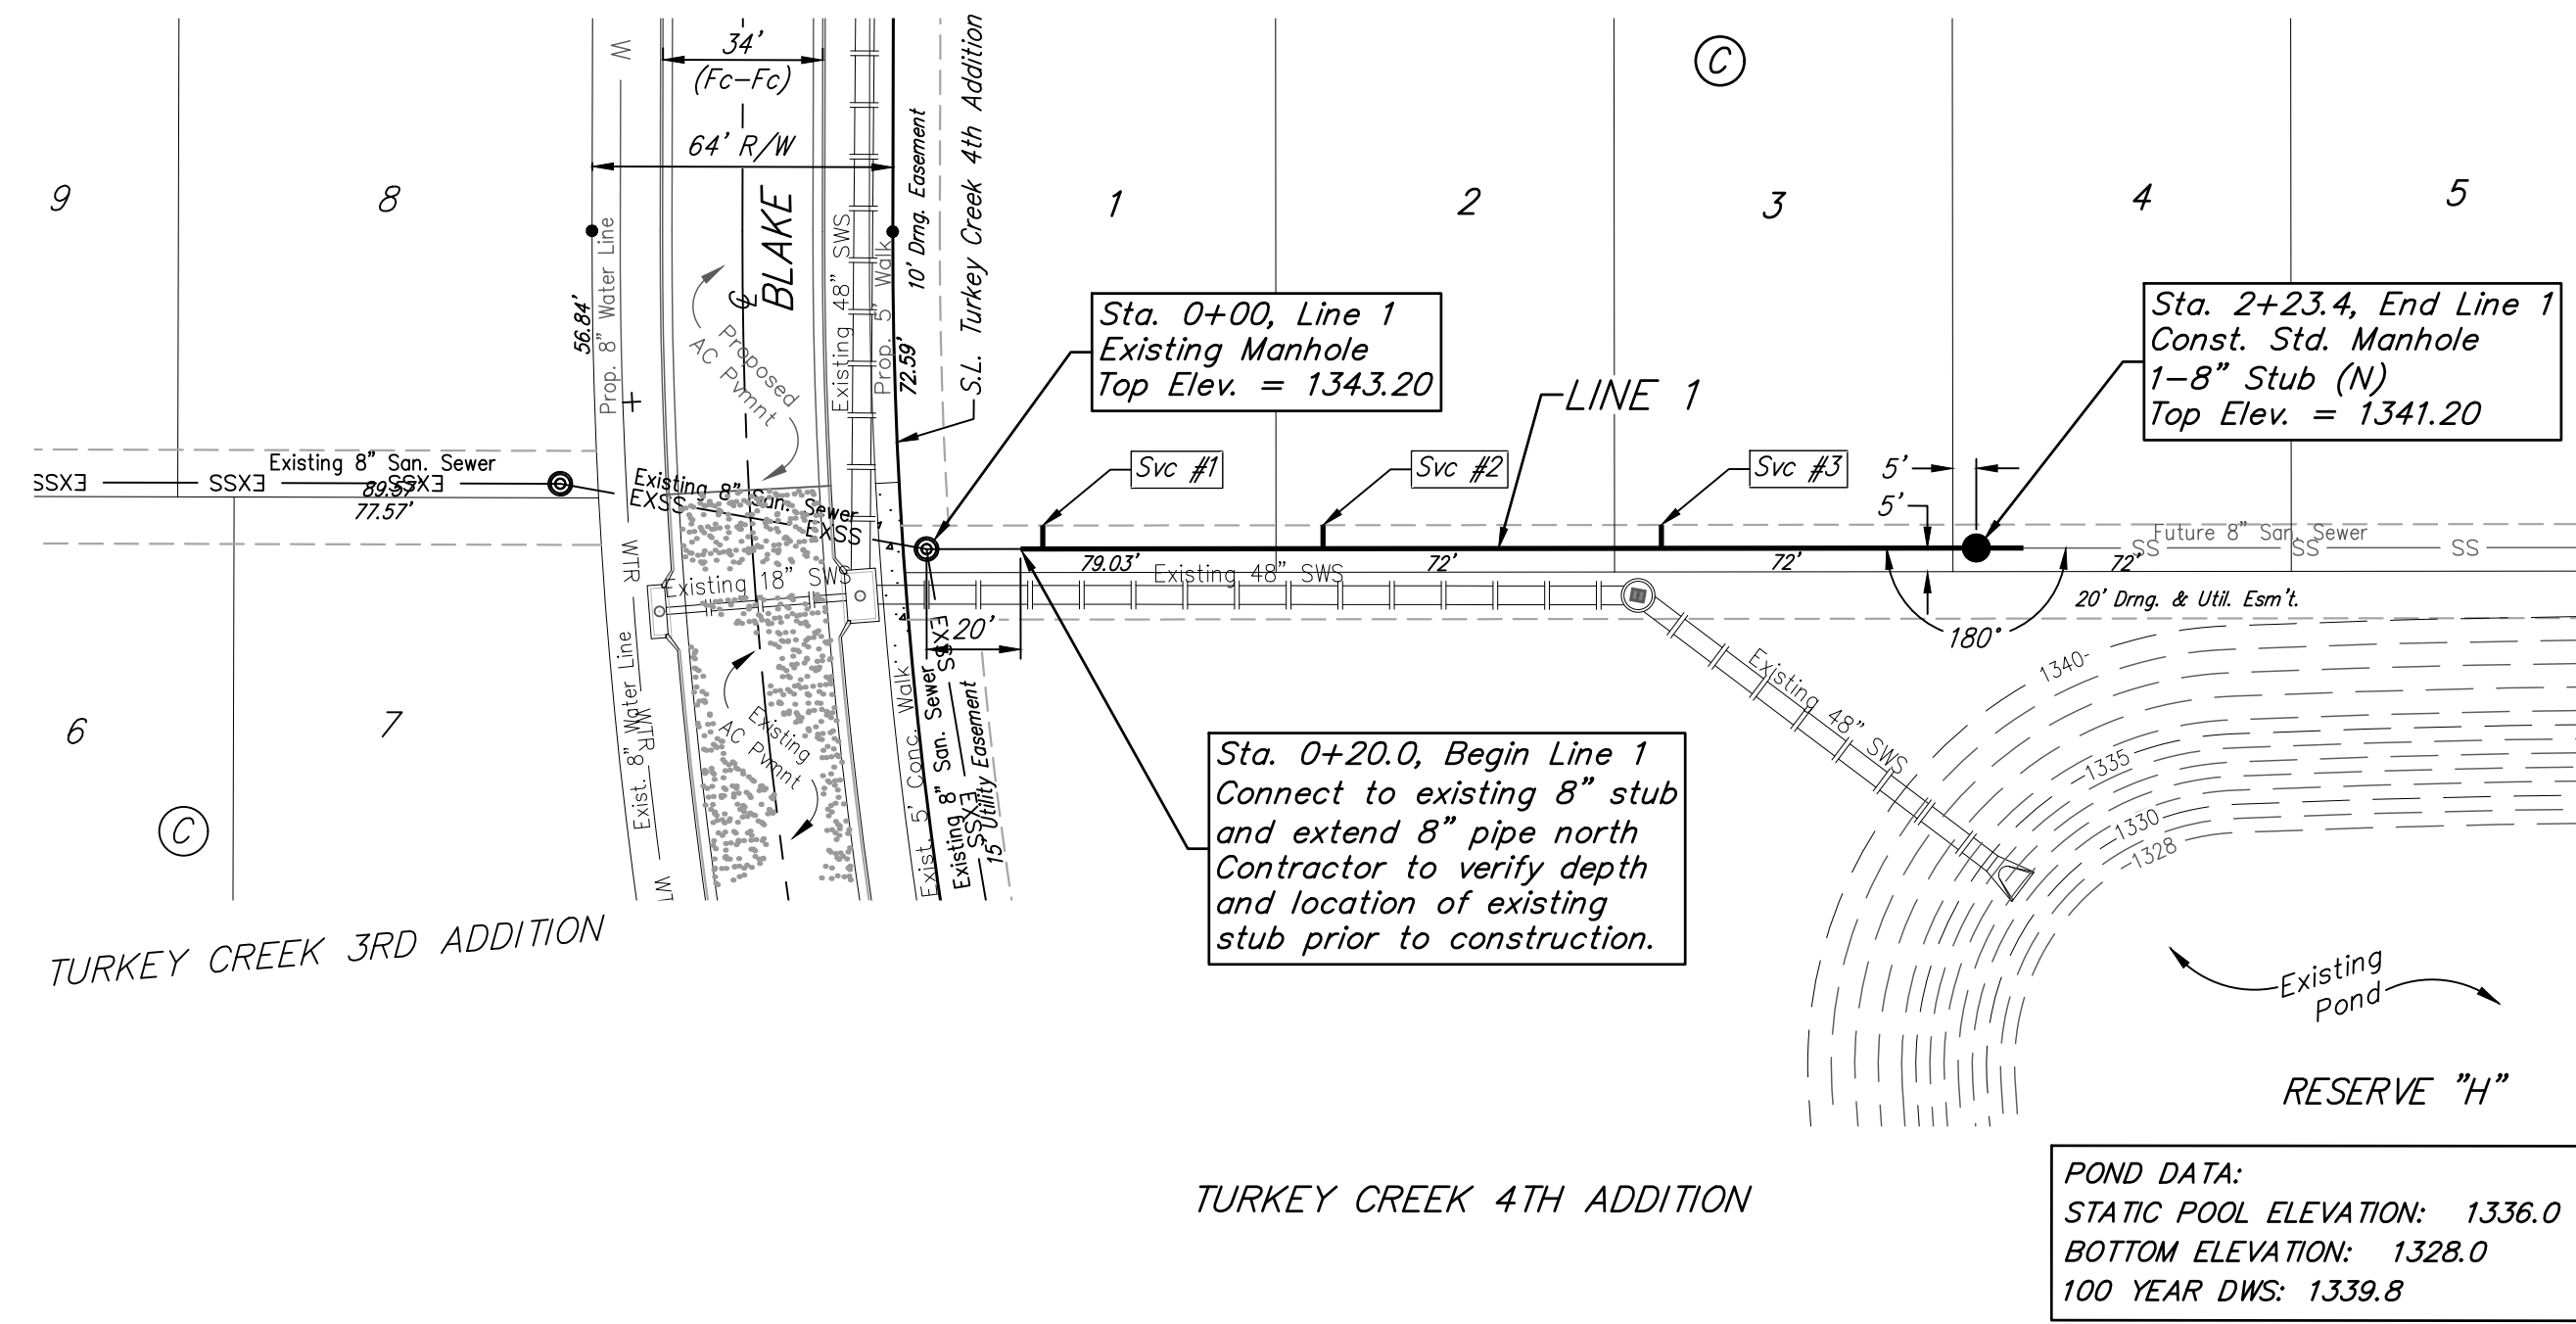 9
8
1
2
3
4
5
C
W
34'
(Fc-Fc)
64' R/W
BLAKE
℄
56.84'
Prop. 8" Water Line
Existing 48" SWS
Prop. 5' Walk
72.59'
10' Drng. Easement
S.L. Turkey Creek 4th Addition
Proposed
AC Pvmnt
Sta. 0+00, Line 1
Existing Manhole
Top Elev. = 1343.20
LINE 1
Sta. 2+23.4, End Line 1
Const. Std. Manhole
1-8" Stub (N)
Top Elev. = 1341.20
Svc #1
Svc #2
Svc #3
5'
5'
Existing 8" San. Sewer
EXSS
EXSS
EXSS
89.57'
77.57'
Existing 8" San. Sewer
EXSS
EXSS
79.03'
72'
72'
72'
Future 8" San. Sewer
SS
SS
SS
Existing 18" SWS
Existing 48" SWS
20' Drng. & Util. Esm't.
180°
20'
WTR
WTR
WT
Exist. 8" Water Line
Existing
AC Pvmnt
Exist. 5' Conc. Walk
Existing 8" San. Sewer
EXSS
EXSS
15' Utility Easement
Existing 48" SWS
1340
1335
1330
1328
6
7
C
Sta. 0+20.0, Begin Line 1
Connect to existing 8" stub
and extend 8" pipe north
Contractor to verify depth
and location of existing
stub prior to construction.
TURKEY CREEK 3RD ADDITION
Existing
Pond
RESERVE "H"
TURKEY CREEK 4TH ADDITION
POND DATA:
STATIC POOL ELEVATION: 1336.0
BOTTOM ELEVATION: 1328.0
100 YEAR DWS: 1339.8